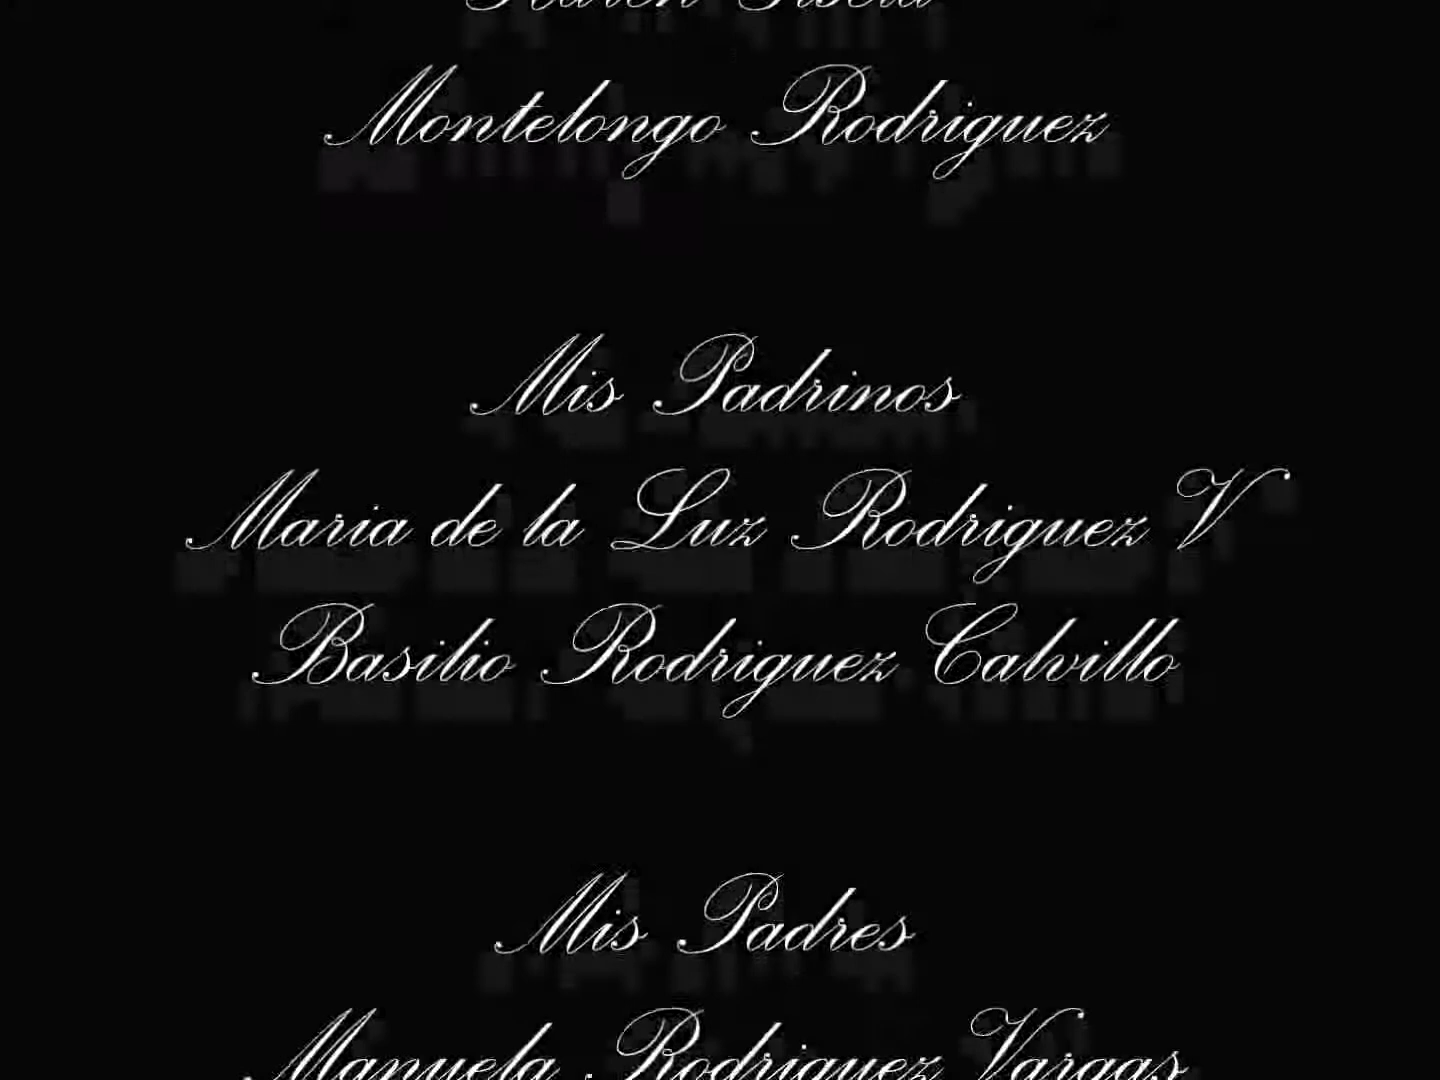 Montelongo Rodriguez
Mis Padrinos
Maria de la Luz Rodriguez V
Basilio Rodriguez Calvillo
Mis Padres
Manuela Rodriguez Vargas